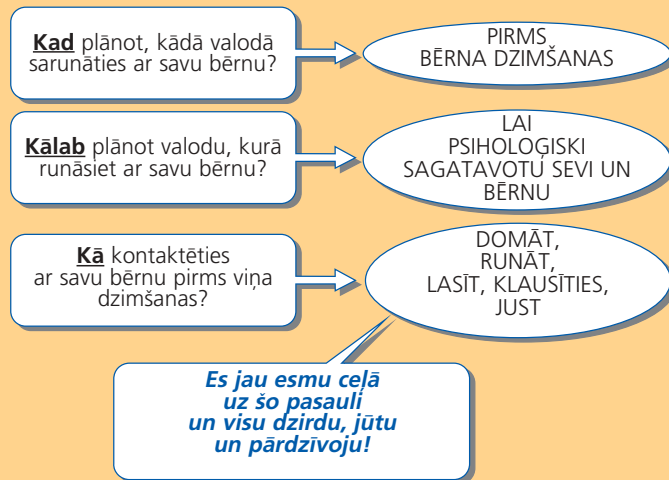 Kad plānot, kādā valodā
sarunāties ar savu bērnu?
PIRMS
BĒRNA DZIMŠANAS
Kālab plānot valodu, kurā
runāsiet ar savu bērnu?
LAI
PSIHOLOĢISKI
SAGATAVOTU SEVI UN
BĒRNU
Kā kontaktēties
ar savu bērnu pirms viņa
dzimšanas?
DOMĀT,
RUNĀT,
LASĪT, KLAUSĪTIES,
JUST
Es jau esmu ceļā
uz šo pasauli
un visu dzirdu, jūtu
un pārdzīvoju!